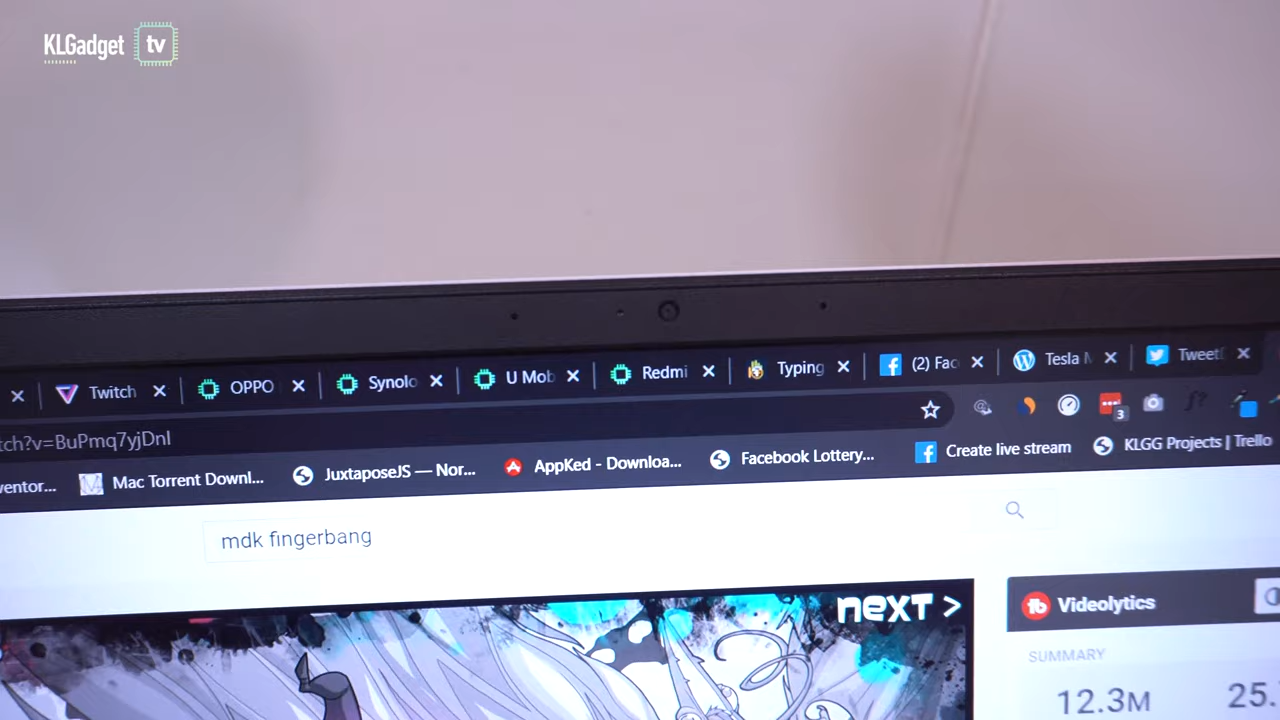 KLGadget tv
Twitch OPPO Synolo U Mob Redmi Typing (2) Fac Tesla M Tweet
tch?v=BuPmq7yjDnI
3 f?
ventor... Mac Torrent Downl... JuxtaposeJS — Nor... AppKed - Downloa... Facebook Lottery... Create live stream KLGG Projects | Trello
mdk fingerbang
NEXT >
Videolytics
SUMMARY
12.3M 25.